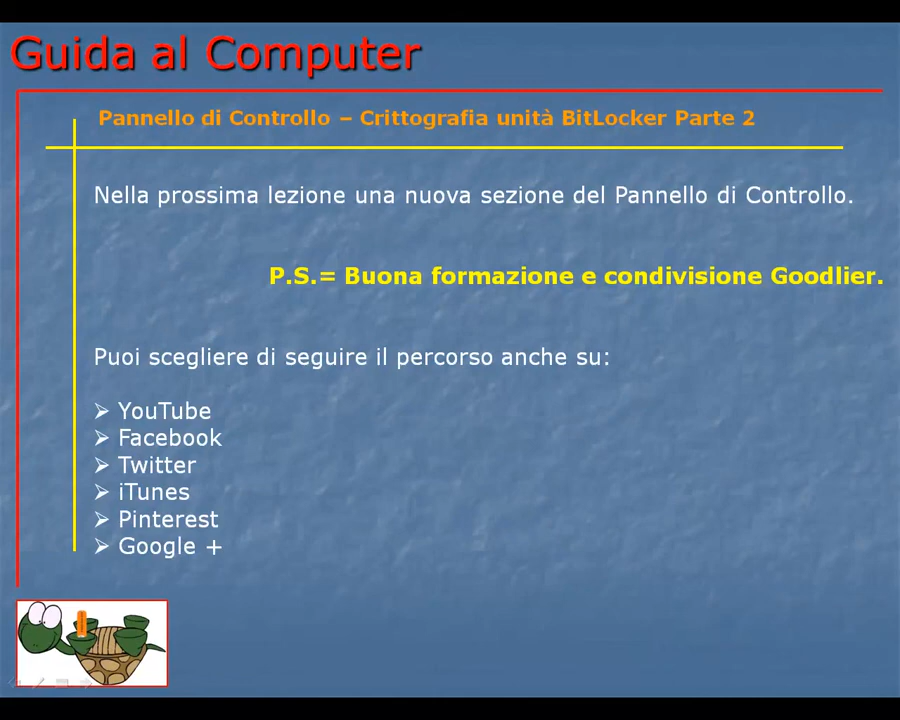 Guida al Computer
Pannello di Controllo – Crittografia unità BitLocker Parte 2
Nella prossima lezione una nuova sezione del Pannello di Controllo.
P.S.= Buona formazione e condivisione Goodlier.
Puoi scegliere di seguire il percorso anche su:
➢ YouTube
➢ Facebook
➢ Twitter
➢ iTunes
➢ Pinterest
➢ Google +